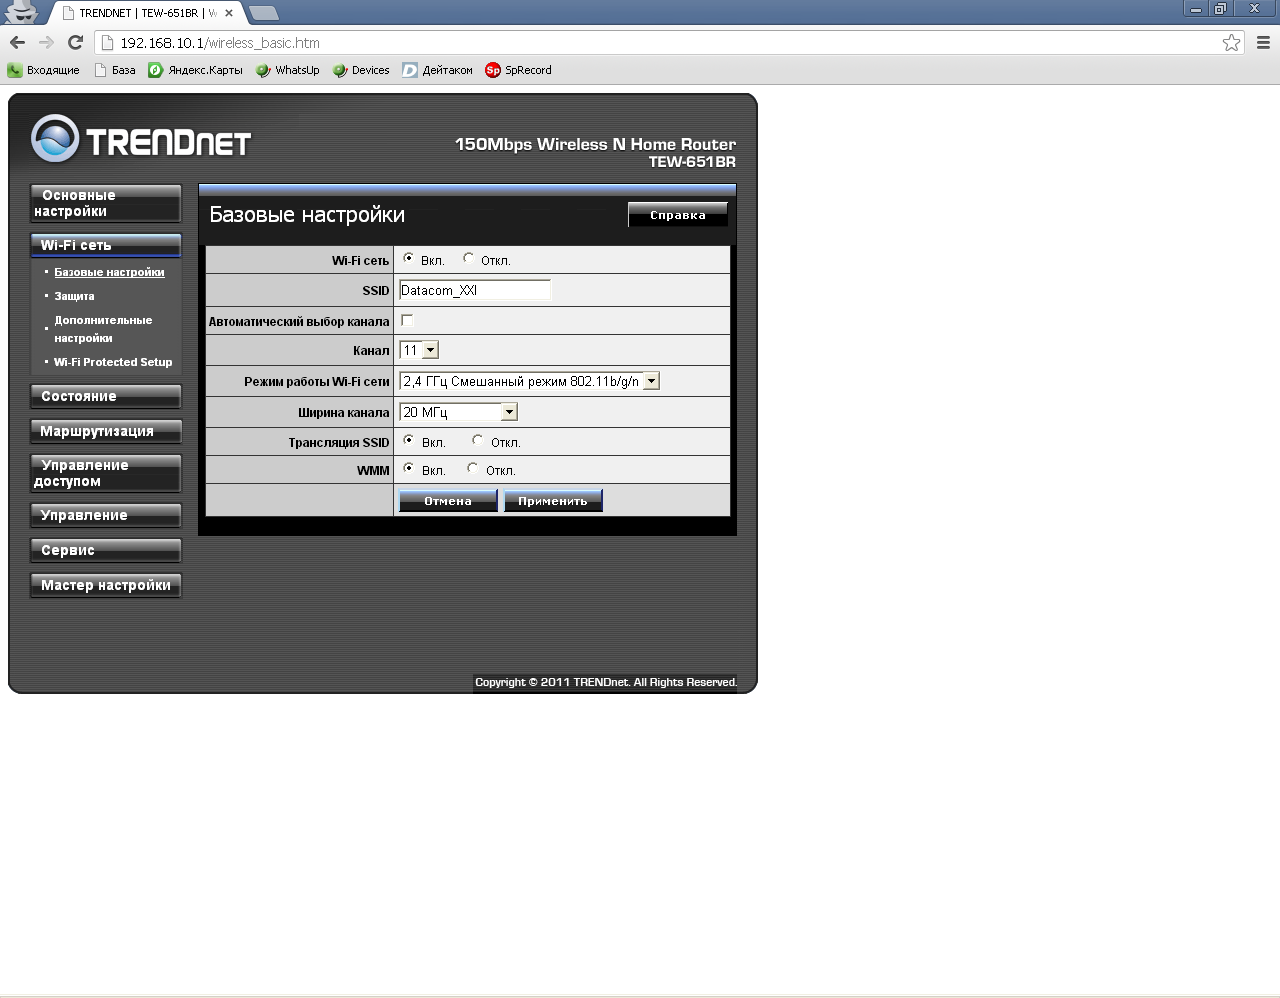 TRENDNET | TEW-651BR |
192.168.10.1/wireless_basic.htm
Входящие База Яндекс.Карты WhatsUp Devices Дейтаком SpRecord
TRENDNET
150Mbps Wireless N Home Router
TEW-651BR
Основные
настройки
Wi-Fi сеть
Базовые настройки
Защита
Дополнительные
настройки
Wi-Fi Protected Setup
Состояние
Маршрутизация
Управление
доступом
Управление
Сервис
Мастер настройки
Базовые настройки
Справка
Wi-Fi сеть Вкл. Откл.
SSID Datacom_XXI
Автоматический выбор канала
Канал 11
Режим работы Wi-Fi сети 2,4 ГГц Смешанный режим 802.11b/g/n
Ширина канала 20 МГц
Трансляция SSID Вкл. Откл.
WMM Вкл. Откл.
Отмена Применить
Copyright © 2011 TRENDnet. All Rights Reserved.